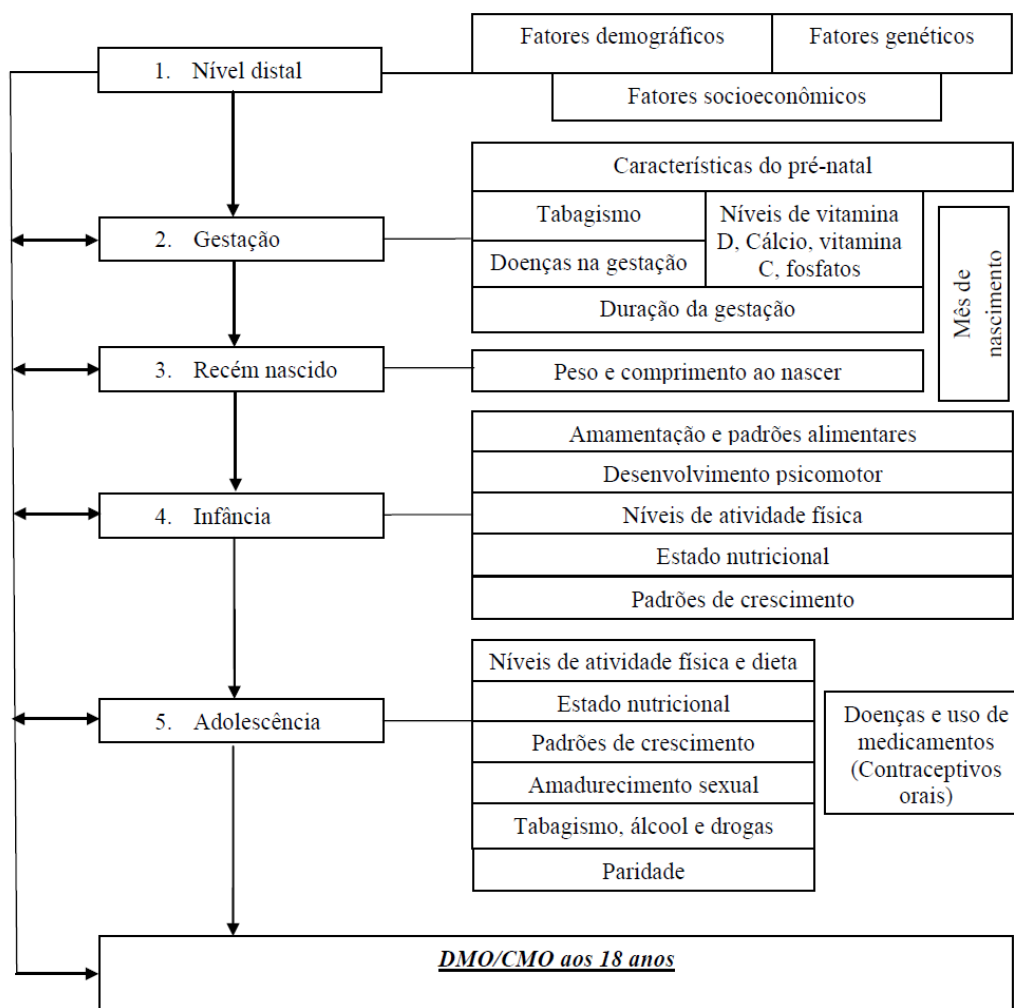 Fatores demográficos
Fatores genéticos
1. Nível distal
Fatores socioeconômicos
Características do pré-natal
Tabagismo
Níveis de vitamina
D, Cálcio, vitamina
C, fosfatos
2. Gestação
Doenças na gestação
Duração da gestação
Mês de
nascimento
3. Recém nascido
Peso e comprimento ao nascer
Amamentação e padrões alimentares
Desenvolvimento psicomotor
4. Infância
Níveis de atividade física
Estado nutricional
Padrões de crescimento
Níveis de atividade física e dieta
Estado nutricional
5. Adolescência
Padrões de crescimento
Amadurecimento sexual
Tabagismo, álcool e drogas
Paridade
Doenças e uso de
medicamentos
(Contraceptivos
orais)
DMO/CMO aos 18 anos